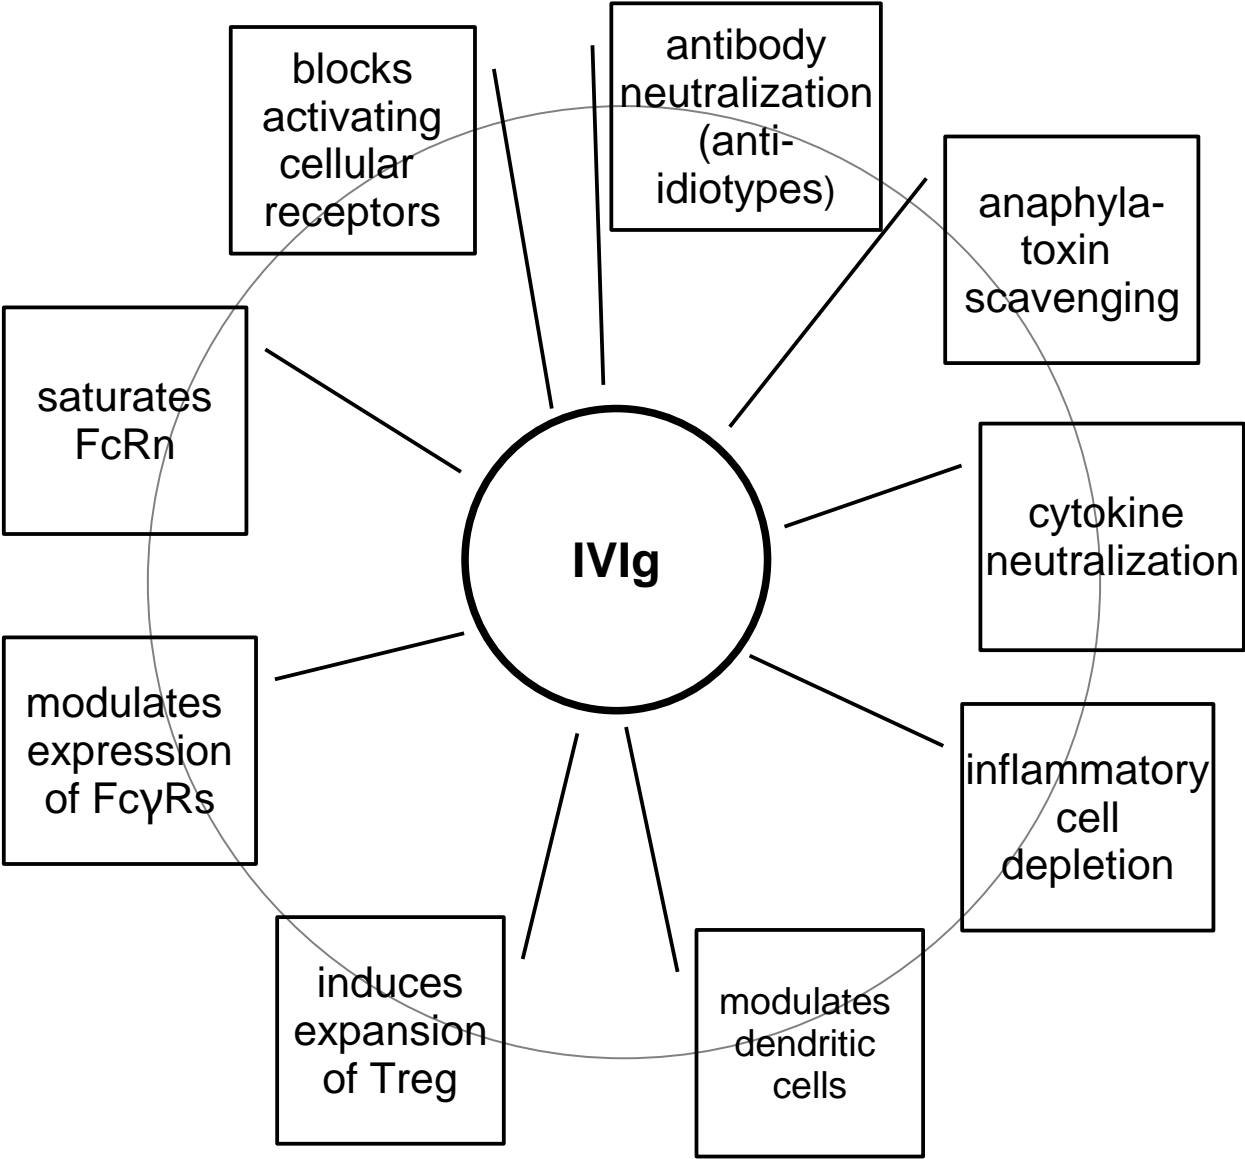 blocks
activating
cellular
receptors
antibody
neutralization
(anti-
idiotypes)
anaphyla-
toxin
scavenging
saturates
FcRn
cytokine
neutralization
IVIg
modulates
expression
of FcγRs
inflammatory
cell
depletion
induces
expansion
of Treg
modulates
dendritic
cells